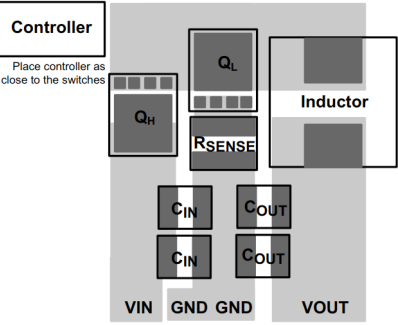 Controller
Place controller as
close to the switches
QL
QH
Inductor
RSENSE
CIN
COUT
CIN
COUT
VIN
GND
GND
VOUT